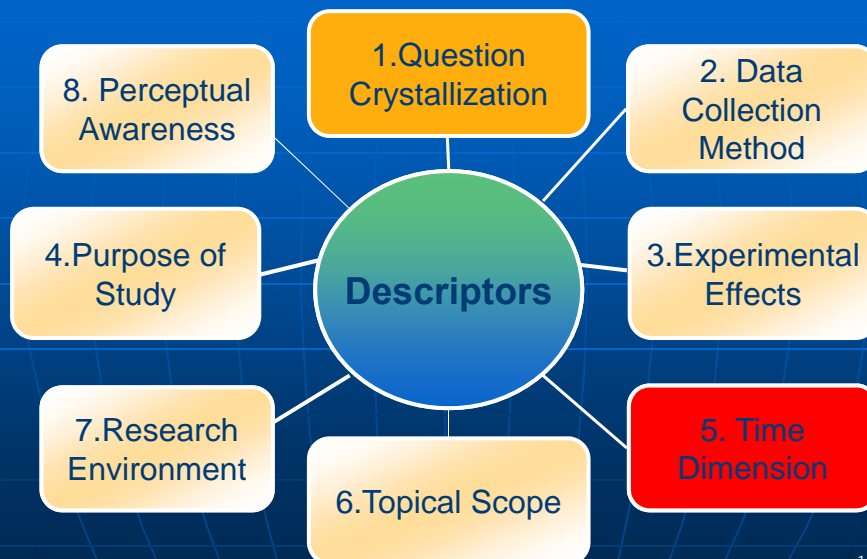 1.Question
Crystallization
2. Data
Collection
Method
8. Perceptual
Awareness
4.Purpose of
Study
Descriptors
3.Experimental
Effects
7.Research
Environment
6.Topical Scope
5. Time
Dimension